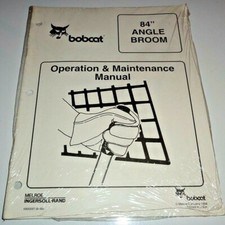 bobcat
84"
ANGLE
BROOM
Operation & Maintenance
Manual
MELROE
INGERSOLL-RAND
bobcat